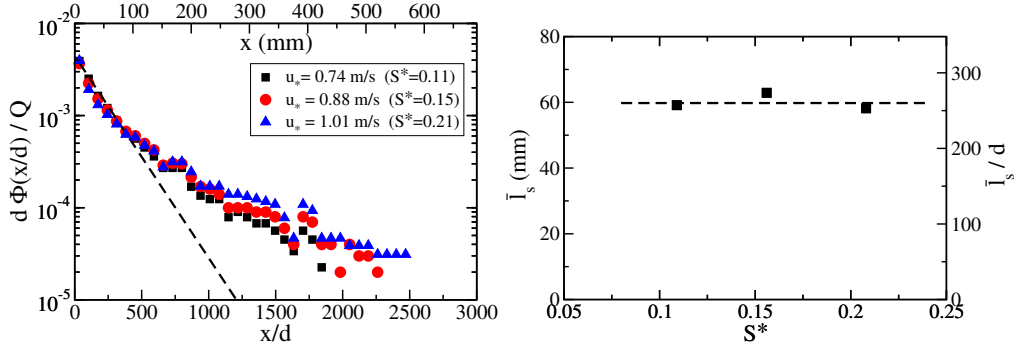 0 100 200 300 400 500 600
x (mm)
10^-2
10^-3
10^-4
10^-5
d Φ(x/d) / Q
u* = 0.74 m/s (S*=0.11)
u* = 0.88 m/s (S*=0.15)
u* = 1.01 m/s (S*=0.21)
0 500 1000 1500 2000 2500 3000
x/d
80
60
40
20
0
l̄_s (mm)
300
200
100
0
l̄_s / d
0.05 0.1 0.15 0.2 0.25
S*